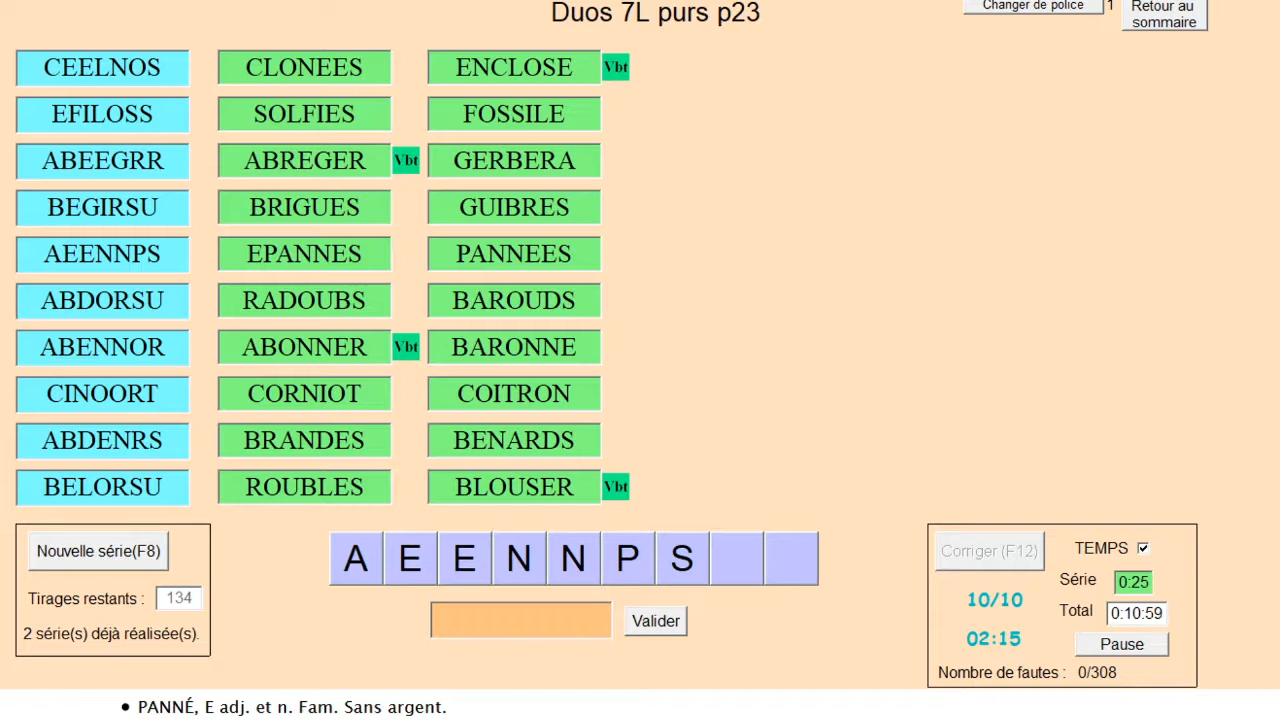 Duos 7L purs p23
Changer de police 1
Retour au sommaire
CEELNOS CLONEES ENCLOSE Vbt
EFILOSS SOLFIES FOSSILE
ABEEGRR ABREGER Vbt GERBERA
BEGIRSU BRIGUES GUIBRES
AEENNPS EPANNES PANNEES
ABDORSU RADOUBS BAROUDS
ABENNOR ABONNER Vbt BARONNE
CINOORT CORNIOT COITRON
ABDENRS BRANDES BENARDS
BELORSU ROUBLES BLOUSER Vbt
Nouvelle série(F8)
Tirages restants : 134
2 série(s) déjà réalisée(s).
A E E N N P S
Valider
Corriger (F12) TEMPS
Série 0:25
10/10
Total 0:10:59
02:15
Pause
Nombre de fautes : 0/308
• PANNÉ, E adj. et n. Fam. Sans argent.